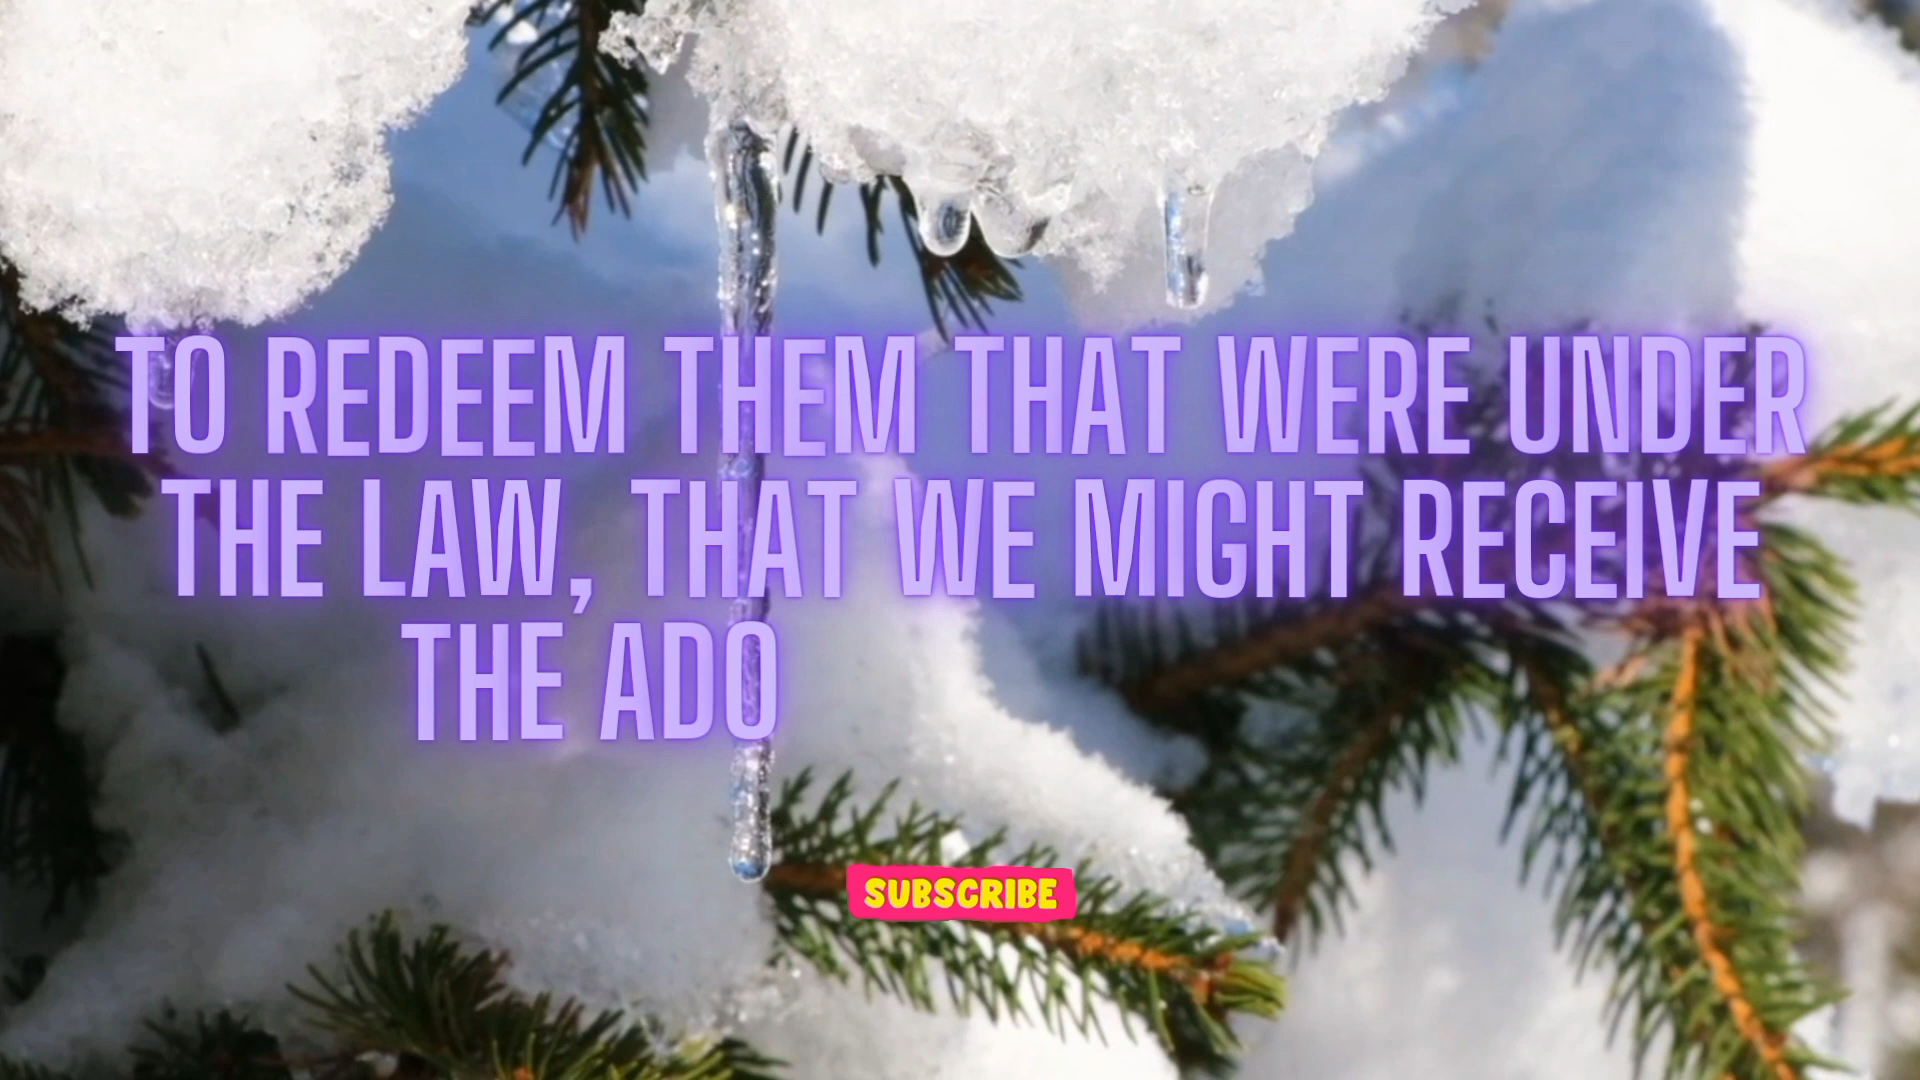 TO REDEEM THEM THAT WERE UNDER
THE LAW, THAT WE MIGHT RECEIVE
THE ADO
SUBSCRIBE